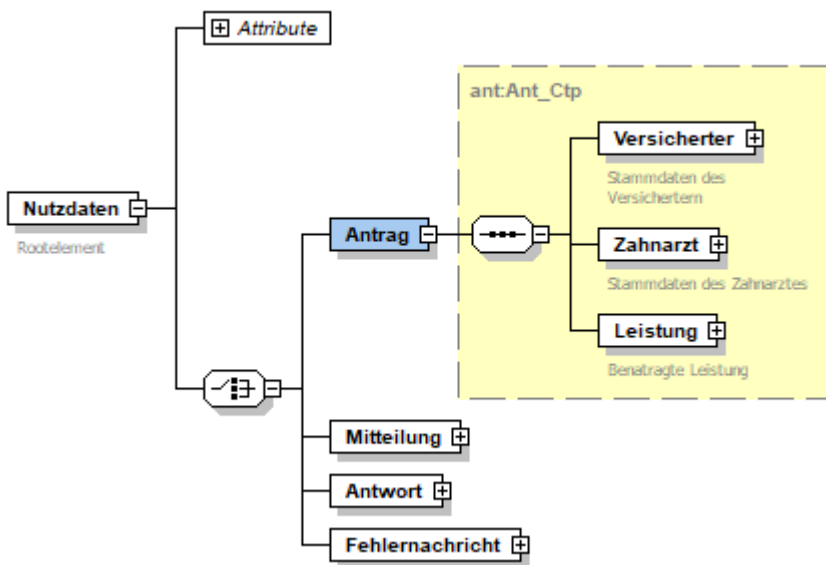 Attribute
ant:Ant_Ctp
Versicherter
Stammdaten des
Versichertern
Nutzdaten
Rootelement
Antrag
Zahnarzt
Stammdaten des Zahnarztes
Leistung
Benatragte Leistung
Mitteilung
Antwort
Fehlernachricht